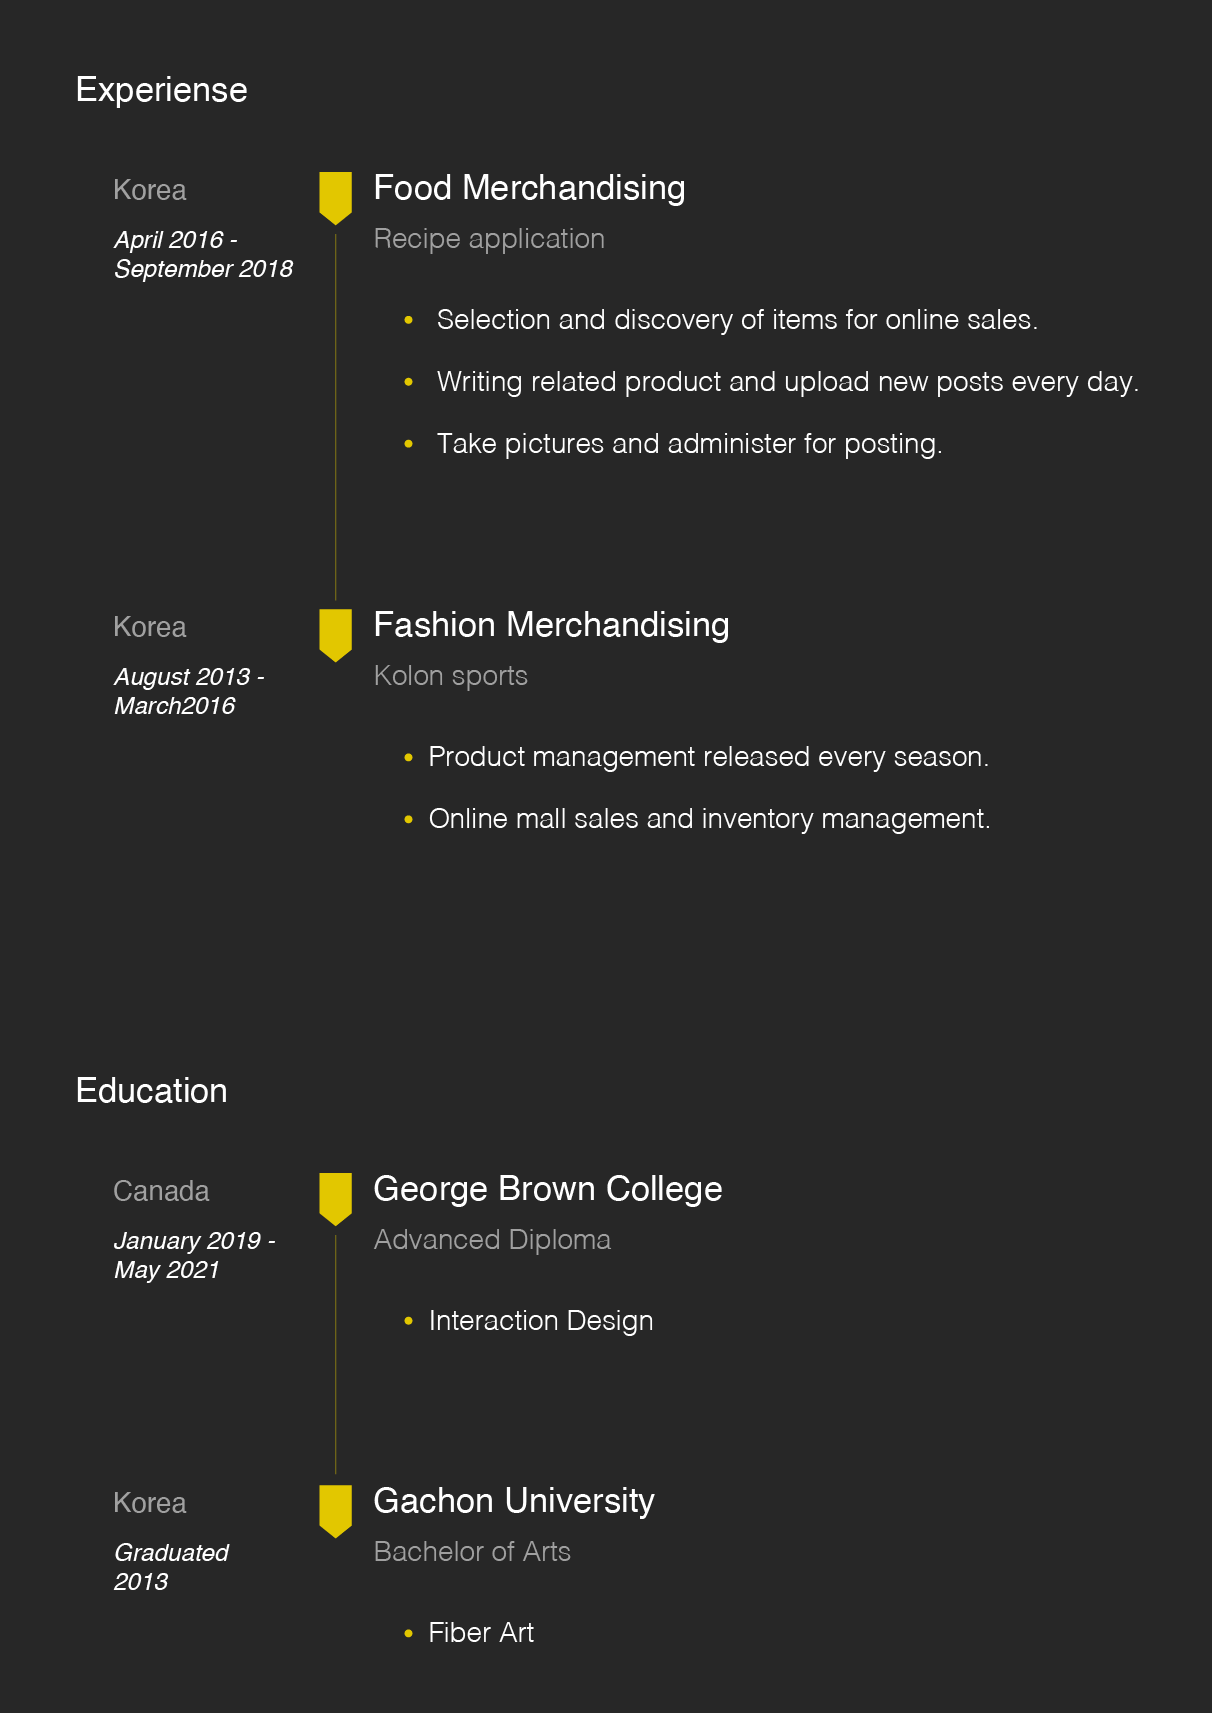 Experiense
Korea
April 2016 -
September 2018
Food Merchandising
Recipe application
• Selection and discovery of items for online sales.
• Writing related product and upload new posts every day.
• Take pictures and administer for posting.
Korea
August 2013 -
March2016
Fashion Merchandising
Kolon sports
• Product management released every season.
• Online mall sales and inventory management.
Education
Canada
January 2019 -
May 2021
George Brown College
Advanced Diploma
• Interaction Design
Korea
Graduated
2013
Gachon University
Bachelor of Arts
• Fiber Art